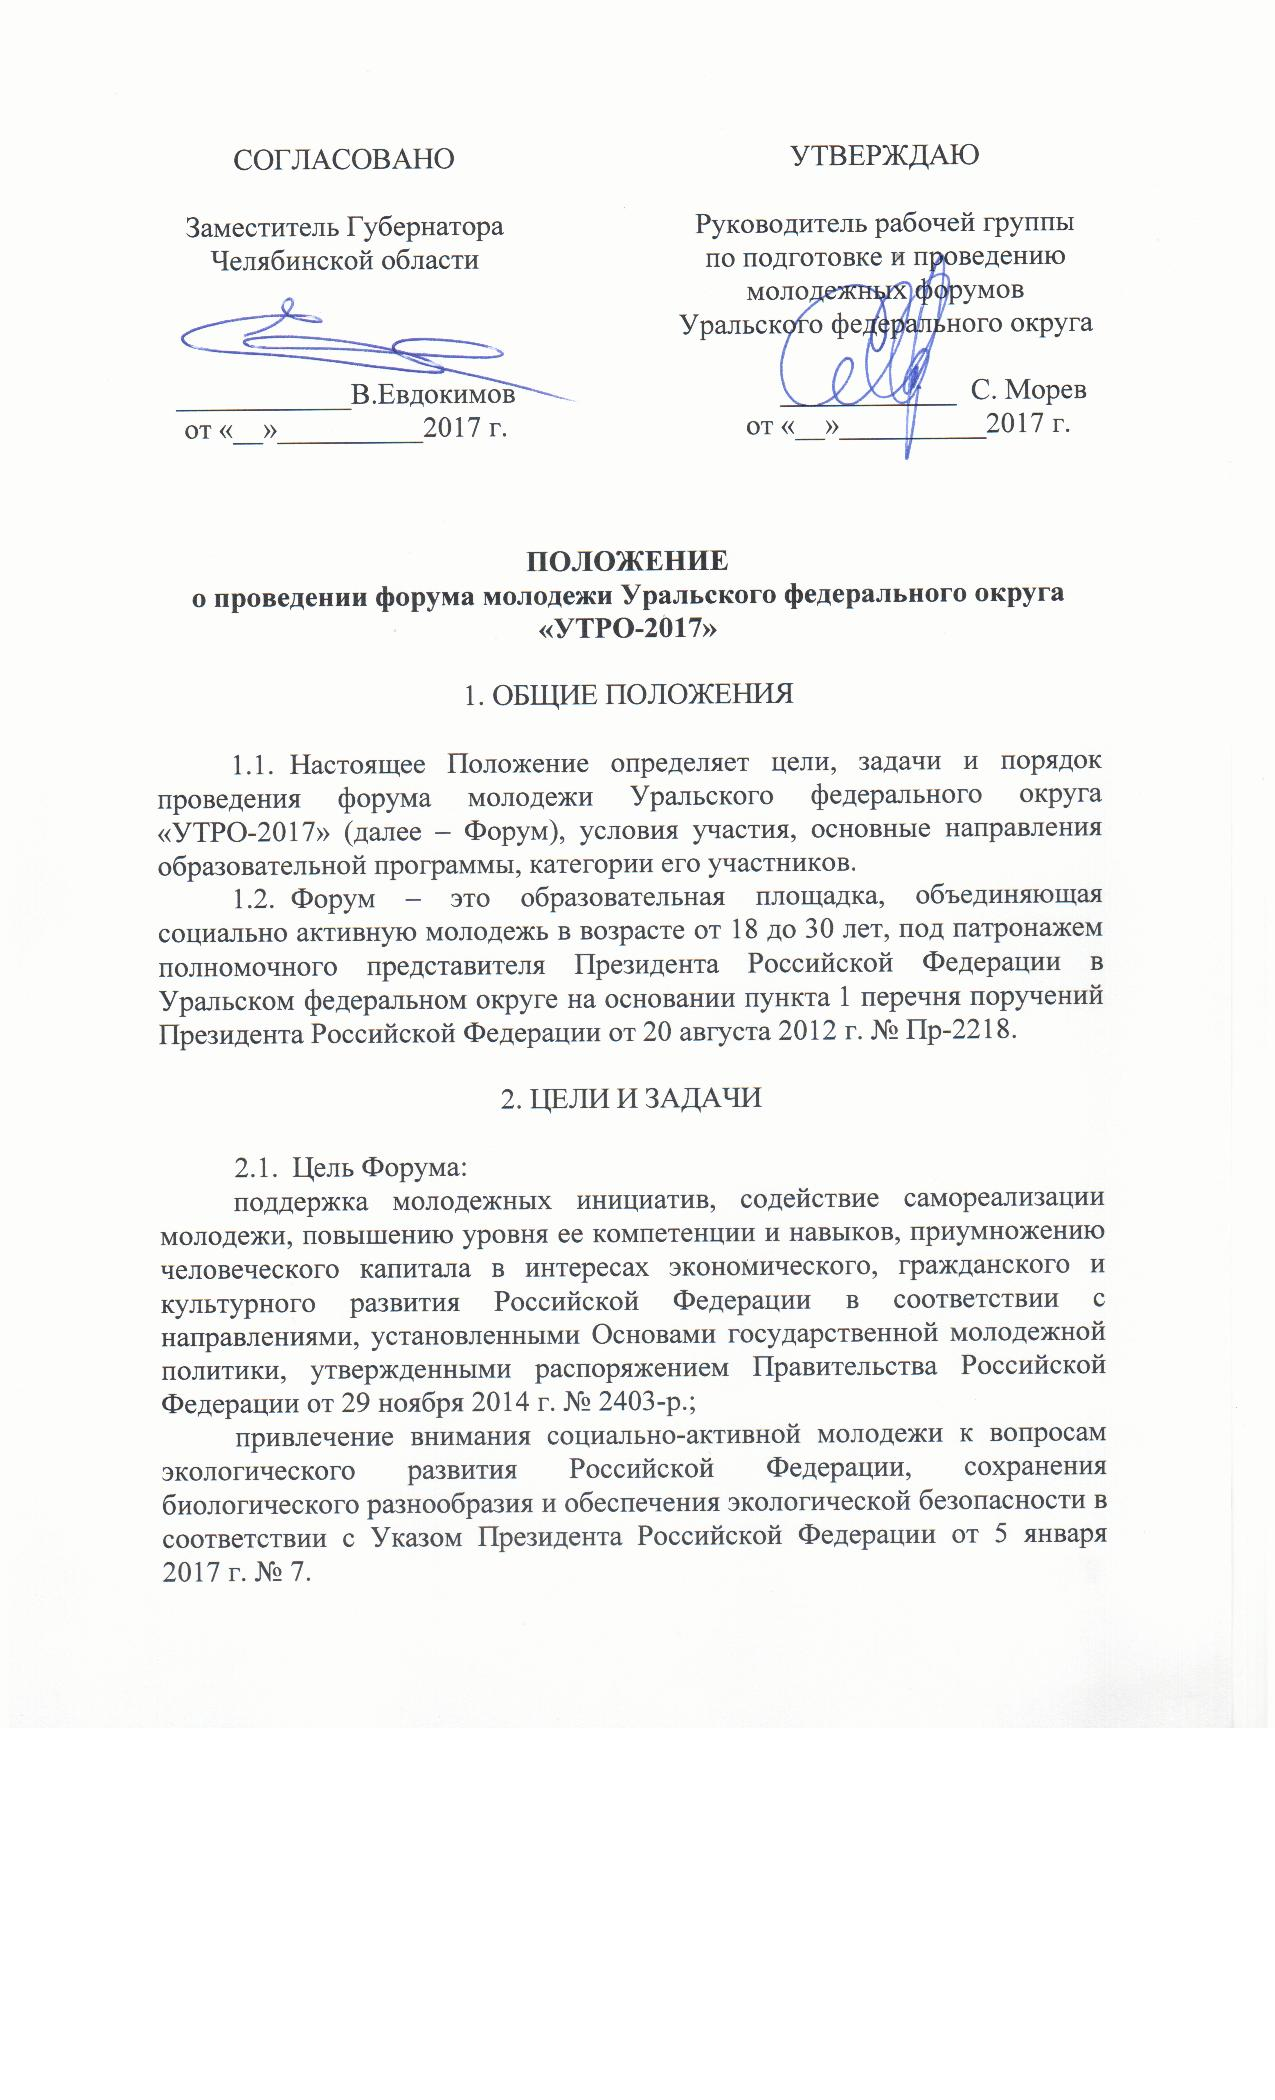 СОГЛАСОВАНО
Заместитель Губернатора
Челябинской области
____________В.Евдокимов
от «__»__________2017 г.
УТВЕРЖДАЮ
Руководитель рабочей группы
по подготовке и проведению
молодежных форумов
Уральского федерального округа
____________ С. Морев
от «__»__________2017 г.
ПОЛОЖЕНИЕ
о проведении форума молодежи Уральского федерального округа
«УТРО-2017»
1. ОБЩИЕ ПОЛОЖЕНИЯ
1.1. Настоящее Положение определяет цели, задачи и порядок
проведения форума молодежи Уральского федерального округа
«УТРО-2017» (далее – Форум), условия участия, основные направления
образовательной программы, категории его участников.
1.2. Форум – это образовательная площадка, объединяющая
социально активную молодежь в возрасте от 18 до 30 лет, под патронажем
полномочного представителя Президента Российской Федерации в
Уральском федеральном округе на основании пункта 1 перечня поручений
Президента Российской Федерации от 20 августа 2012 г. № Пр-2218.
2. ЦЕЛИ И ЗАДАЧИ
2.1. Цель Форума:
поддержка молодежных инициатив, содействие самореализации
молодежи, повышению уровня ее компетенции и навыков, приумножению
человеческого капитала в интересах экономического, гражданского и
культурного развития Российской Федерации в соответствии с
направлениями, установленными Основами государственной молодежной
политики, утвержденными распоряжением Правительства Российской
Федерации от 29 ноября 2014 г. № 2403-р.;
привлечение внимания социально-активной молодежи к вопросам
экологического развития Российской Федерации, сохранения
биологического разнообразия и обеспечения экологической безопасности в
соответствии с Указом Президента Российской Федерации от 5 января
2017 г. № 7.